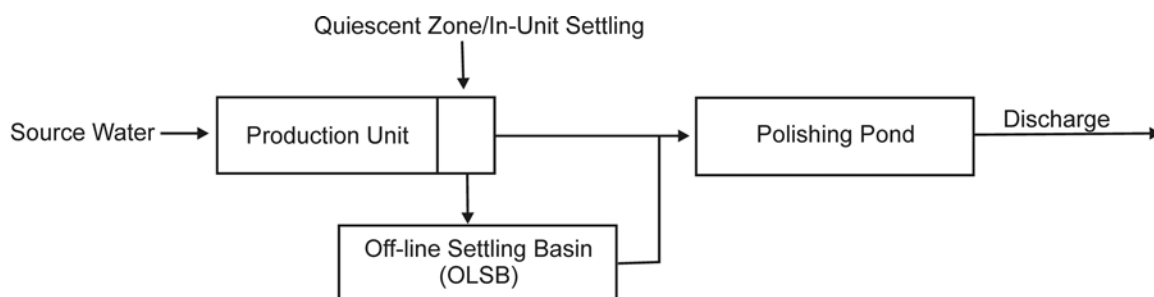 Quiescent Zone/In-Unit Settling
Source Water
Production Unit
Polishing Pond
Discharge
Off-line Settling Basin
(OLSB)